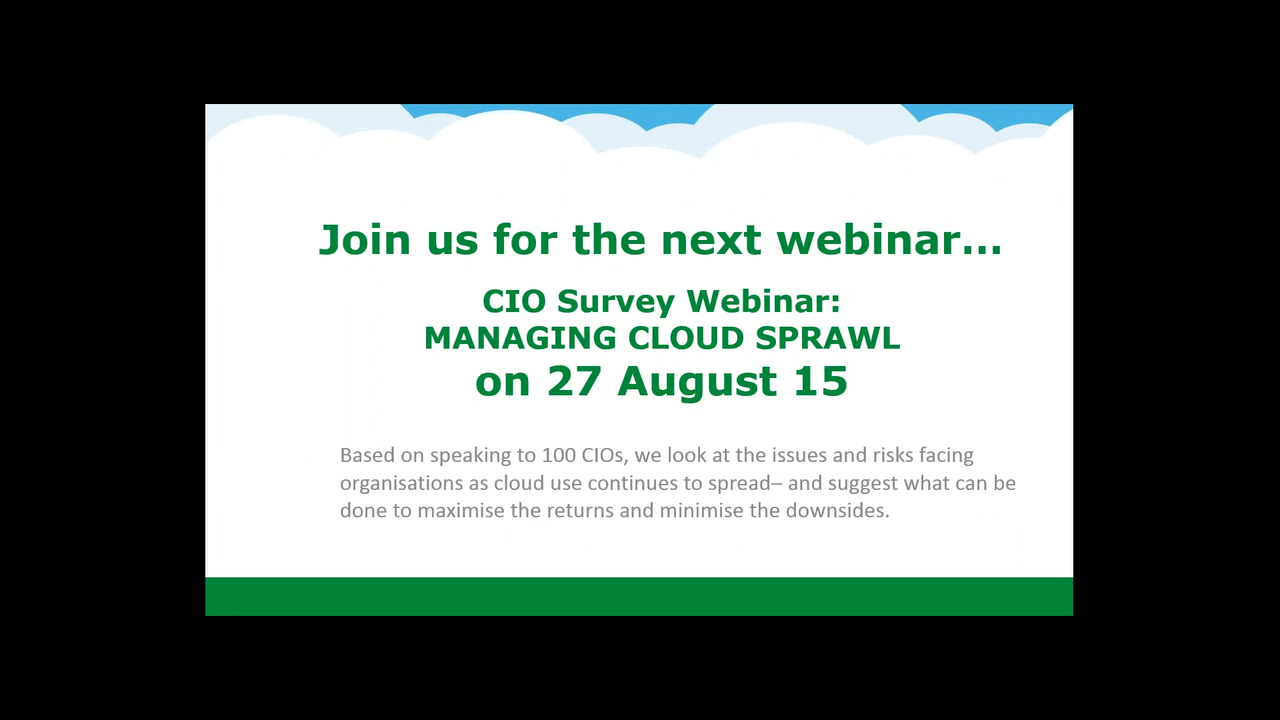 Join us for the next webinar...
CIO Survey Webinar:
MANAGING CLOUD SPRAWL
on 27 August 15
Based on speaking to 100 CIOs, we look at the issues and risks facing
organisations as cloud use continues to spread– and suggest what can be
done to maximise the returns and minimise the downsides.